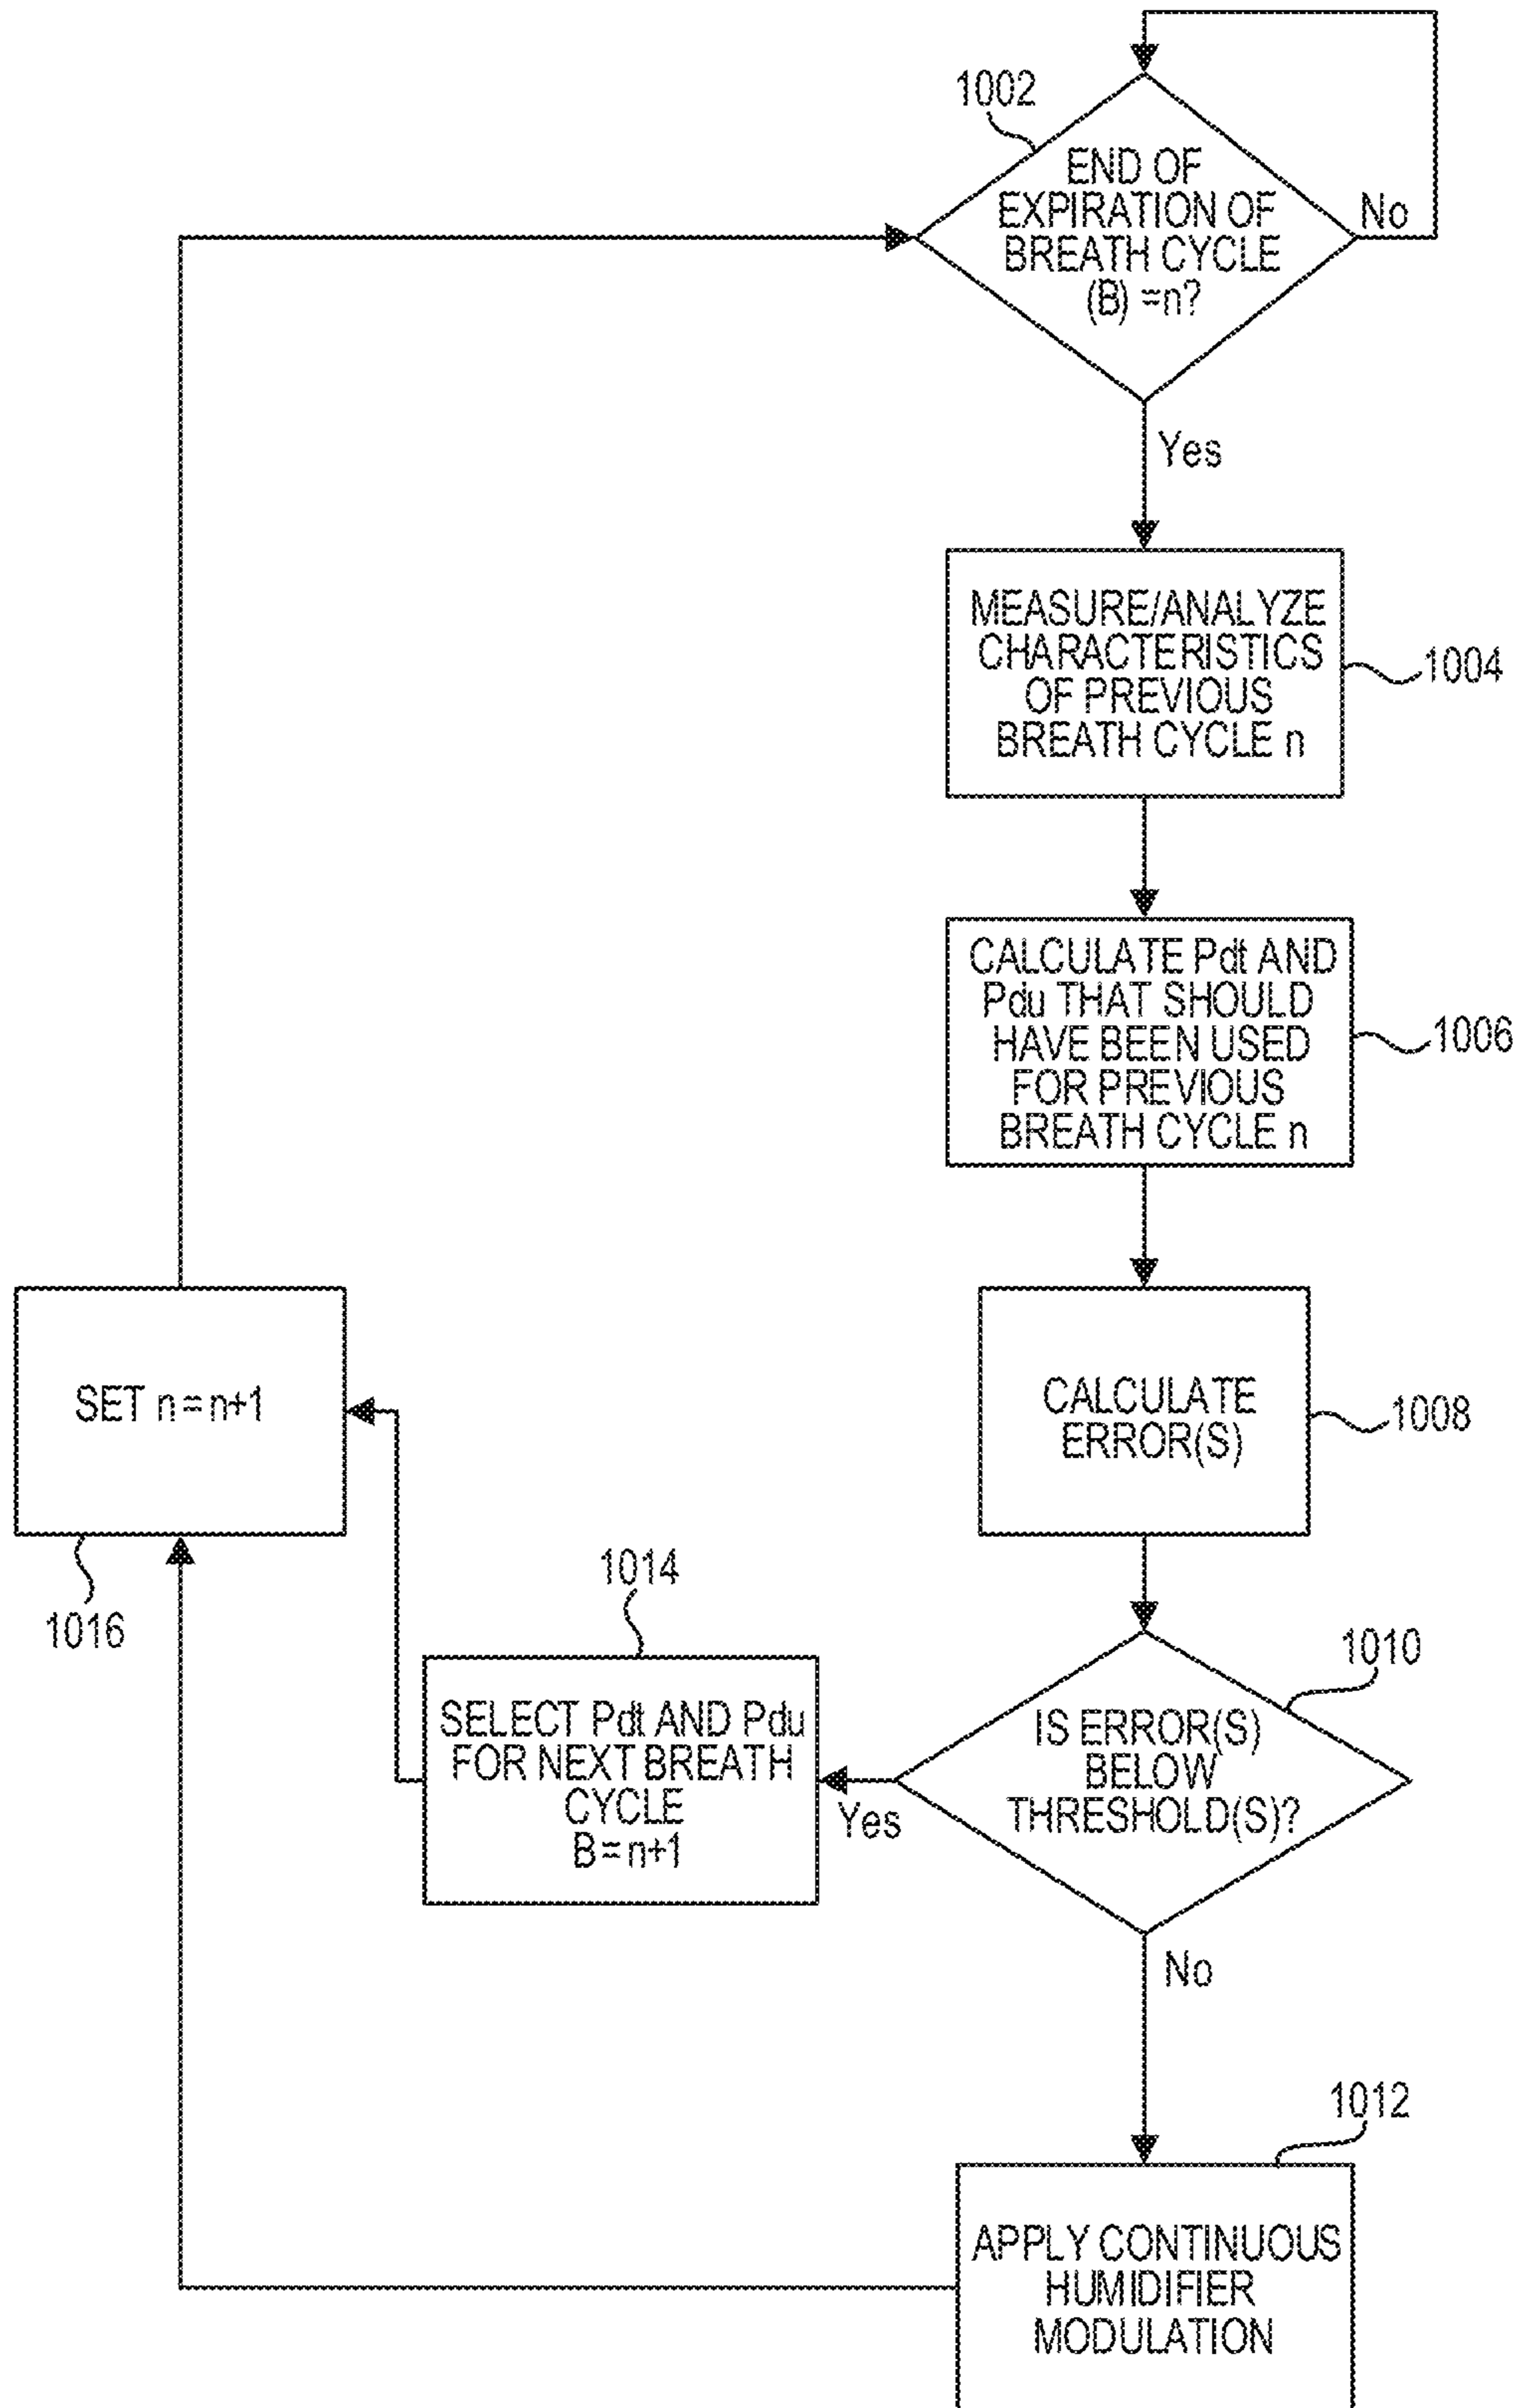 1002
END OF
EXPIRATION OF
BREATH CYCLE
(B) =n?
No
Yes
MEASURE/ANALYZE
CHARACTERISTICS
OF PREVIOUS
BREATH CYCLE n
1004
CALCULATE Pdt AND
Pdu THAT SHOULD
HAVE BEEN USED
FOR PREVIOUS
BREATH CYCLE n
1006
CALCULATE
ERROR(S)
1008
SET n=n+1
1016
1014
SELECT Pdt AND Pdu
FOR NEXT BREATH
CYCLE
B=n+1
1010
IS ERROR(S)
BELOW
THRESHOLD(S)?
Yes
No
1012
APPLY CONTINUOUS
HUMIDIFIER
MODULATION